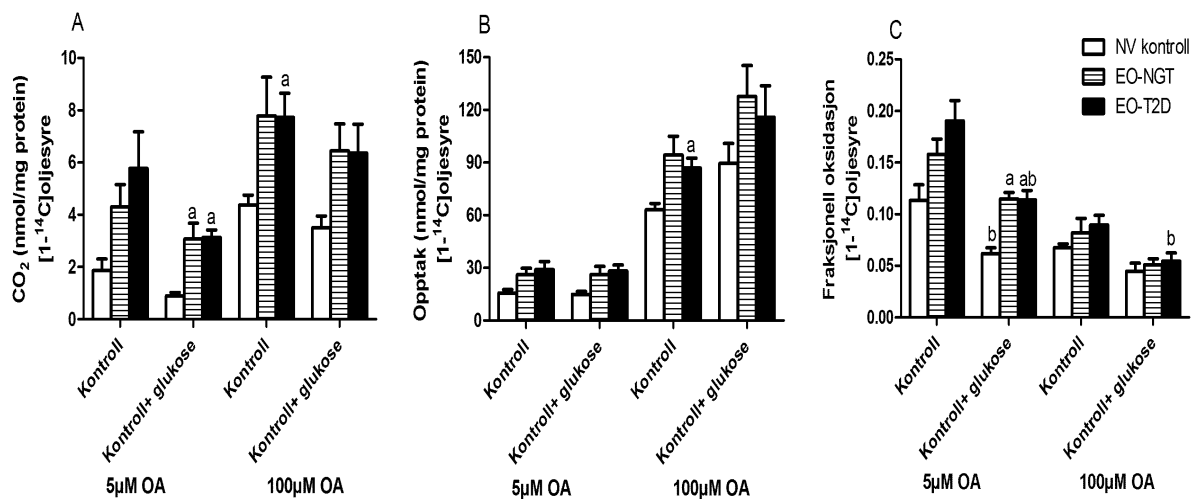 A
CO₂ (nmol/mg protein)
[1-¹⁴C]oljesyre
10
8
6
4
2
0
a
a
a
Kontroll
Kontroll+ glukose
Kontroll
Kontroll+ glukose
5µM OA
100µM OA
B
Opptak (nmol/mg protein)
[1-¹⁴C]oljesyre
150
120
90
60
30
0
a
Kontroll
Kontroll+ glukose
Kontroll
Kontroll+ glukose
5µM OA
100µM OA
C
Fraksjonell oksidasjon
[1-¹⁴C]oljesyre
0.25
0.20
0.15
0.10
0.05
0.00
b
a
ab
b
Kontroll
Kontroll+ glukose
Kontroll
Kontroll+ glukose
5µM OA
100µM OA
NV kontroll
EO-NGT
EO-T2D